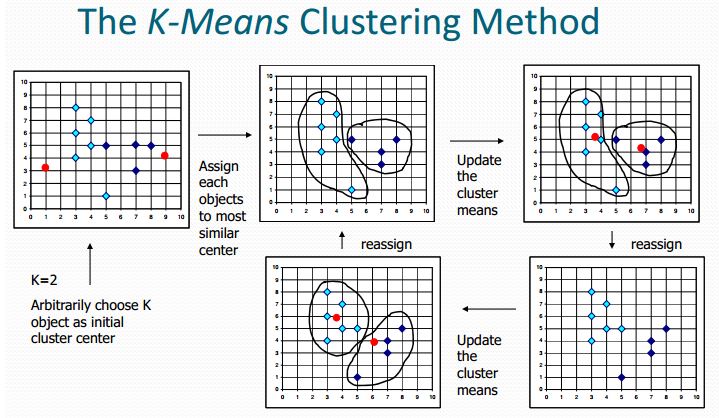 The K-Means Clustering Method
10
9
8
7
6
5
4
3
2
1
0
0 1 2 3 4 5 6 7 8 9 10
K=2
Arbitrarily choose K
object as initial
cluster center
Assign
each
objects
to most
similar
center
10
9
8
7
6
5
4
3
2
1
0
0 1 2 3 4 5 6 7 8 9 10
Update
the
cluster
means
10
9
8
7
6
5
4
3
2
1
0
0 1 2 3 4 5 6 7 8 9 10
reassign
reassign
10
9
8
7
6
5
4
3
2
1
0
0 1 2 3 4 5 6 7 8 9 10
Update
the
cluster
means
10
9
8
7
6
5
4
3
2
1
0
0 1 2 3 4 5 6 7 8 9 10